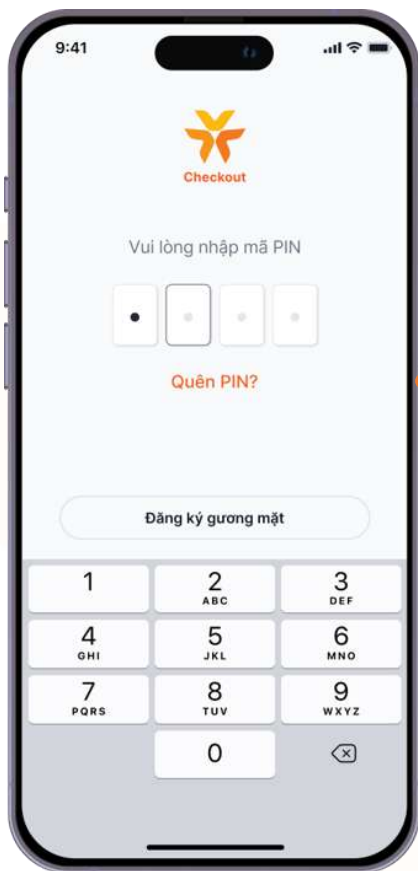 9:41
Checkout
Vui lòng nhập mã PIN
Quên PIN?
Đăng ký gương mặt
1 2 3
ABC DEF
4 5 6
GHI JKL MNO
7 8 9
PQRS TUV WXYZ
0